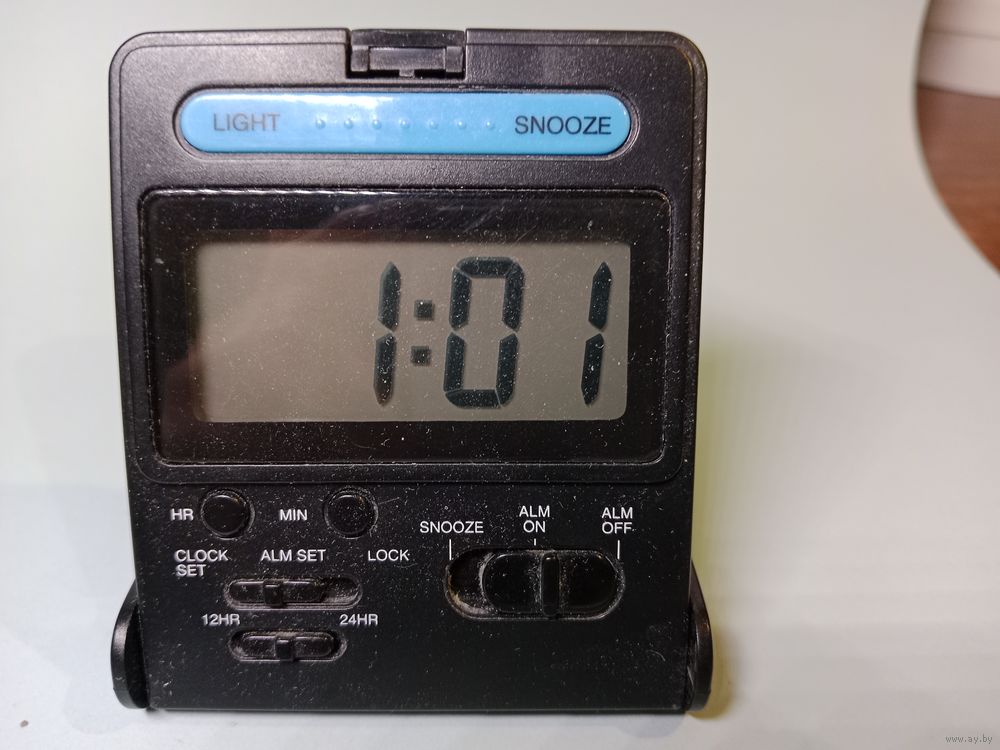 LIGHT SNOOZE
1:01
HR MIN
SNOOZE
ALM
ON
ALM
OFF
CLOCK
SET
ALM SET
LOCK
12HR 24HR
www.ay.by